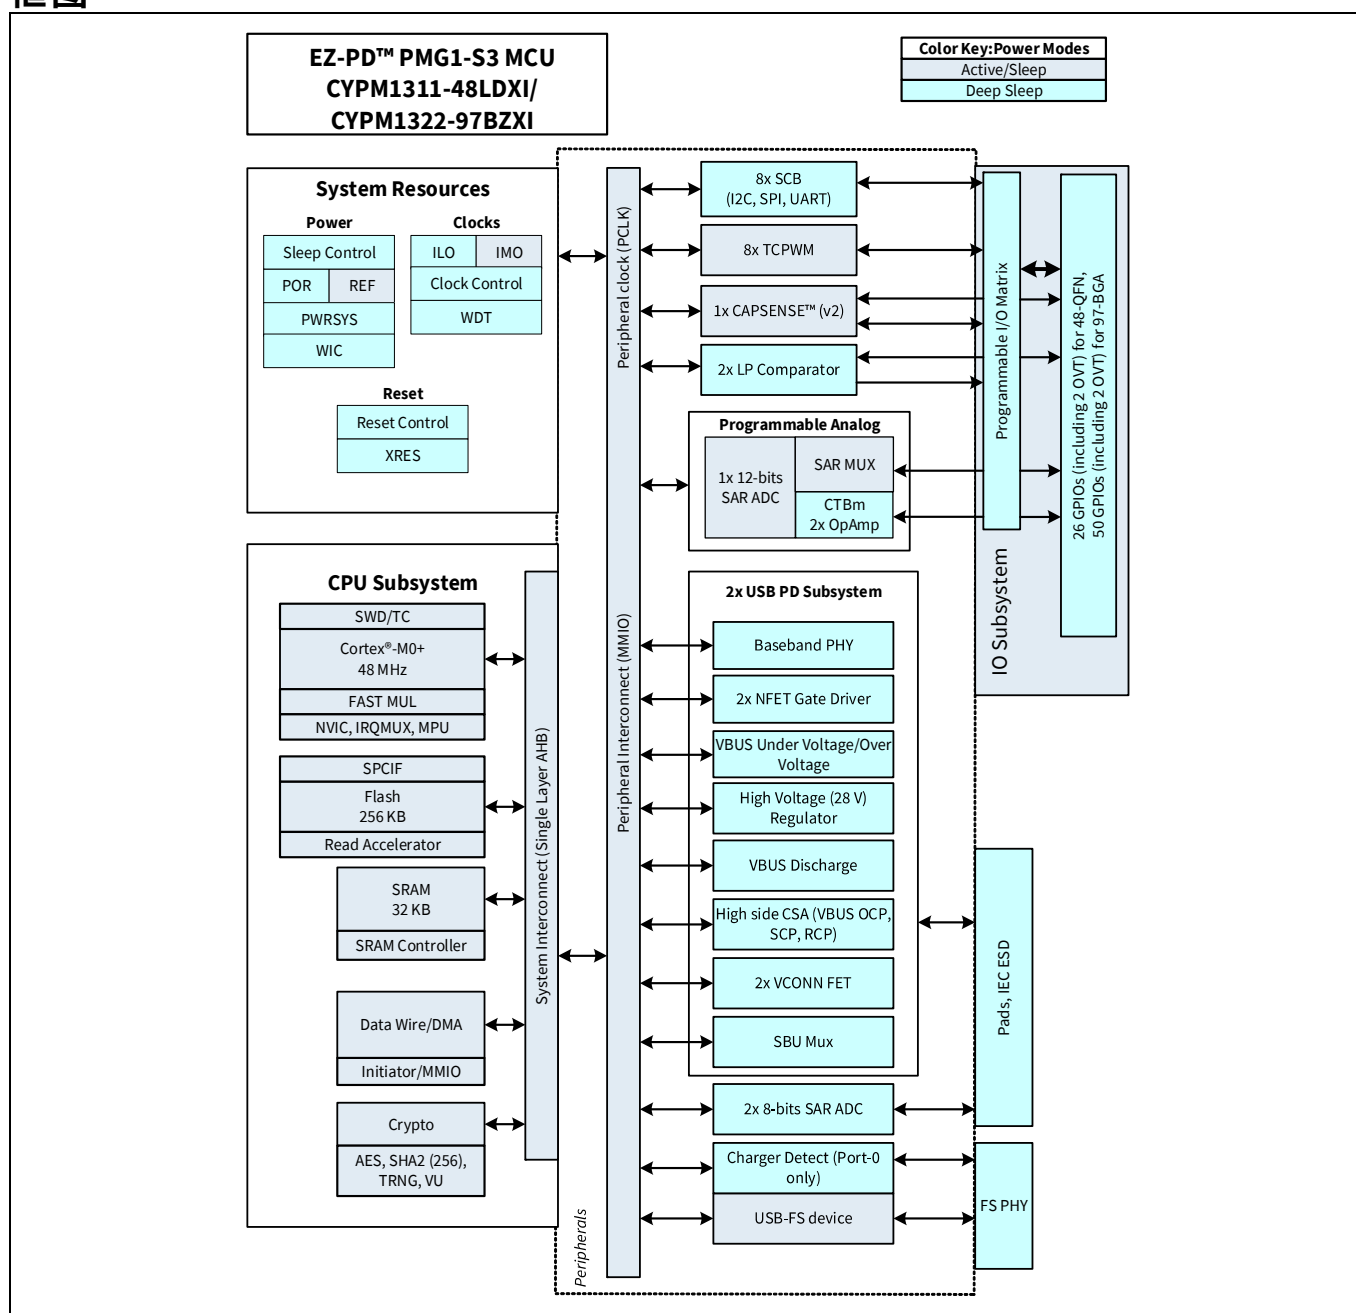 框圖
EZ-PD™ PMG1-S3 MCU
CYPM1311-48LDXI/
CYPM1322-97BZXI
Color Key:Power Modes
Active/Sleep
Deep Sleep
System Resources
Power
Clocks
Sleep Control
POR
REF
PWRSYS
WIC
ILO
IMO
Clock Control
WDT
Reset
Reset Control
XRES
CPU Subsystem
SWD/TC
Cortex®-M0+
48 MHz
FAST MUL
NVIC, IRQMUX, MPU
SPCIF
Flash
256 KB
Read Accelerator
SRAM
32 KB
SRAM Controller
Data Wire/DMA
Initiator/MMIO
Crypto
AES, SHA2 (256),
TRNG, VU
System Interconnect (Single Layer AHB)
Peripheral clock (PCLK)
Peripheral Interconnect (MMIO)
Peripherals
8x SCB
(I2C, SPI, UART)
8x TCPWM
1x CAPSENSE™ (v2)
2x LP Comparator
Programmable Analog
1x 12-bits
SAR ADC
SAR MUX
CTBm
2x OpAmp
2x USB PD Subsystem
Baseband PHY
2x NFET Gate Driver
VBUS Under Voltage/Over
Voltage
High Voltage (28 V)
Regulator
VBUS Discharge
High side CSA (VBUS OCP,
SCP, RCP)
2x VCONN FET
SBU Mux
2x 8-bits SAR ADC
Charger Detect (Port-0
only)
USB-FS device
Programmable I/O Matrix
26 GPIOs (including 2 OVT) for 48-QFN,
50 GPIOs (including 2 OVT) for 97-BGA
IO Subsystem
Pads, IEC ESD
FS PHY